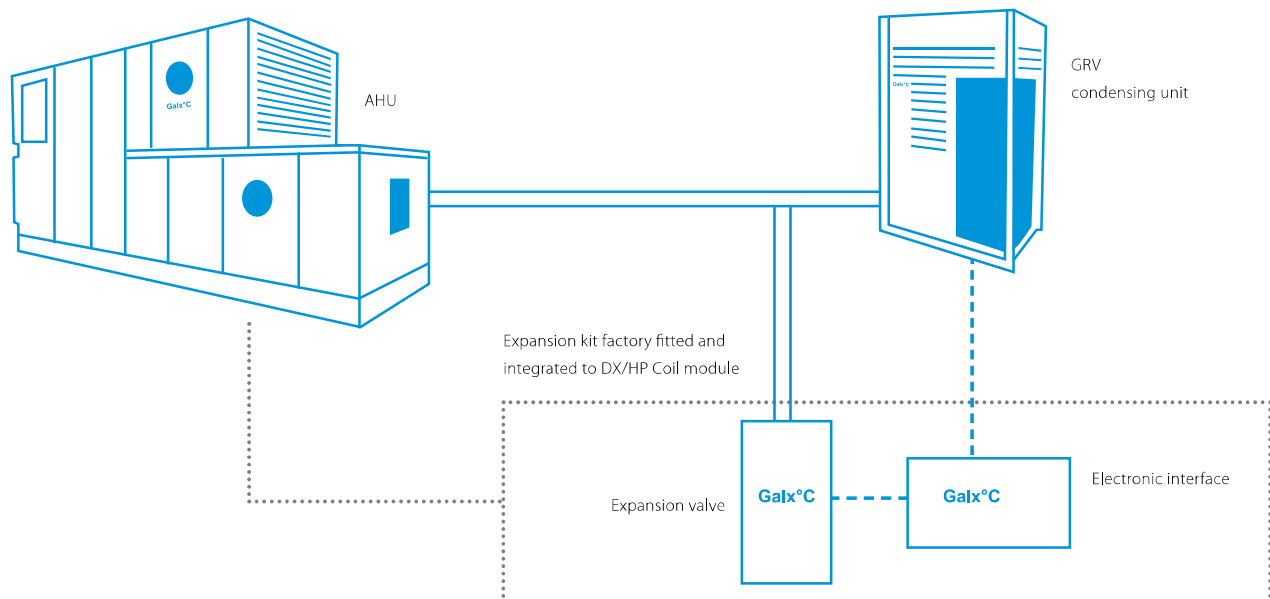 AHU
Galx°C
GRV
condensing unit
Galx°C
Expansion kit factory fitted and
integrated to DX/HP Coil module
Expansion valve
Galx°C
Galx°C
Electronic interface